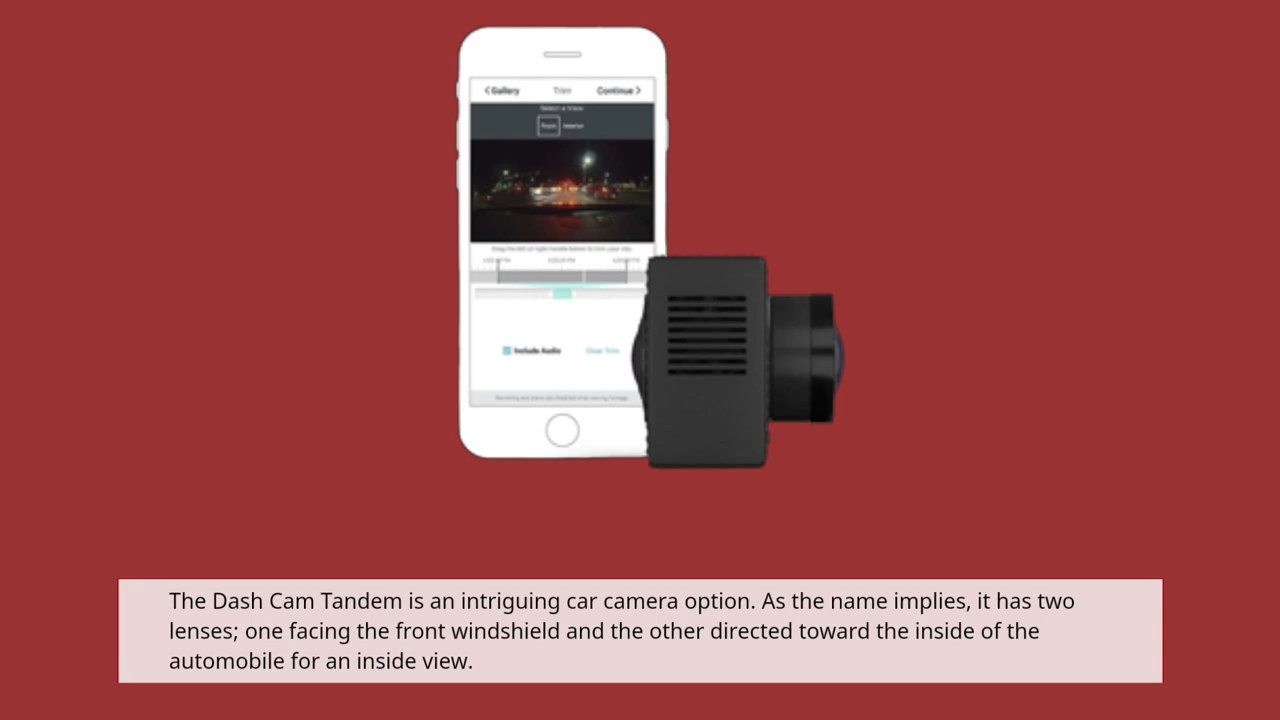 Gallery Trim Continue
Select a View
Front Interior
Include Audio Clear Trim
The Dash Cam Tandem is an intriguing car camera option. As the name implies, it has two
lenses; one facing the front windshield and the other directed toward the inside of the
automobile for an inside view.